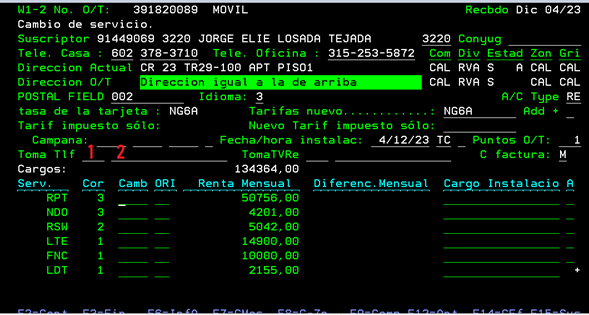 W1-2 No. O/T: 391820089 MOVIL Recbdo Dic 04/23
Cambio de servicio.
Suscriptor 91449069 3220 JORGE ELIE LOSADA TEJADA 3220 Conyug
Tele. Casa : 602 378-3710 Tele. Oficina : 315-253-5872 Com Div Estad Zon Gri
Direccion Actual CR 23 TR29-100 APT PISO1 CAL RVA S A CAL CAL
Direccion O/T Direccion igual a la de arriba CAL RVA S CAL CAL
POSTAL FIELD 002 Idioma: 3 A/C Type RE
tasa de la tarjeta : NG6A Tarifas nuevo............: NG6A Add +
Tarif impuesto sólo: Nuevo Tarif impuesto sólo:
Campana: Fecha/hora instalac: 4/12/23 TC Puntos O/T: 1
Toma Tlf 1 2 TomaTVRe C factura: M
Cargos: 134364,00
Serv. Cor Camb ORI Renta Mensual Diferenc.Mensual Cargo Instalacio A
RPT 3 50756,00
NDO 3 4201,00
RSW 2 5042,00
LTE 1 14900,00
FNC 1 10000,00
LDT 1 2155,00 +